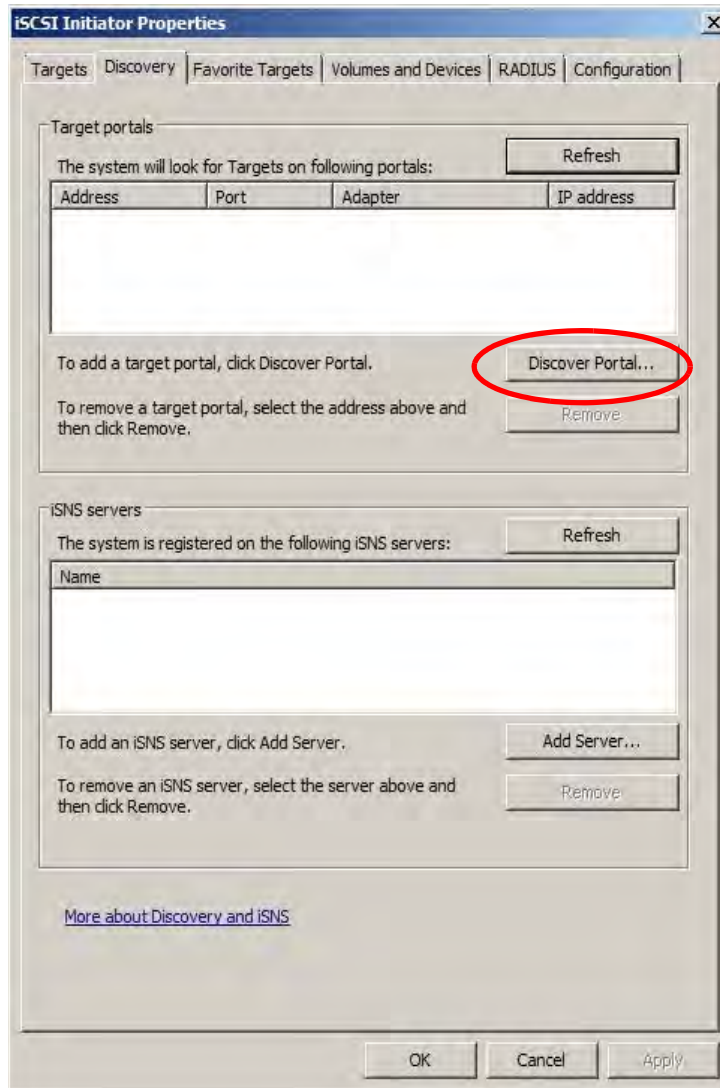 iSCSI Initiator Properties
Targets Discovery Favorite Targets Volumes and Devices RADIUS Configuration
Target portals
The system will look for Targets on following portals:
Refresh
Address Port Adapter IP address
To add a target portal, click Discover Portal.
Discover Portal...
To remove a target portal, select the address above and
then click Remove.
Remove
iSNS servers
The system is registered on the following iSNS servers:
Refresh
Name
To add an iSNS server, click Add Server.
Add Server...
To remove an iSNS server, select the server above and
then click Remove.
Remove
More about Discovery and iSNS
OK Cancel Apply